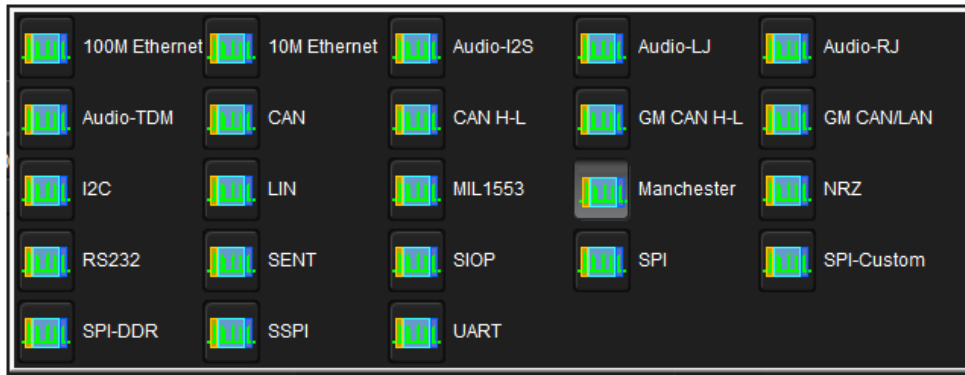 100M Ethernet 10M Ethernet Audio-I2S Audio-LJ Audio-RJ
Audio-TDM CAN CAN H-L GM CAN H-L GM CAN/LAN
I2C LIN MIL1553 Manchester NRZ
RS232 SENT SIOP SPI SPI-Custom
SPI-DDR SSPI UART